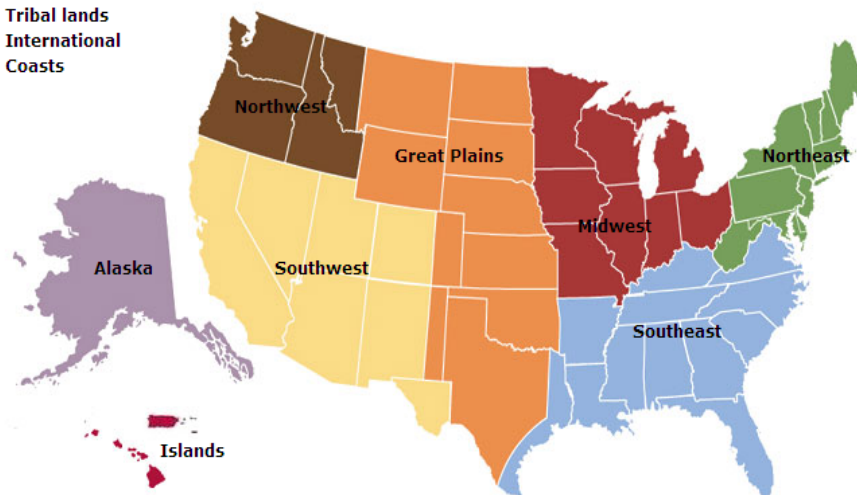 Tribal lands
International
Coasts
Northwest
Great Plains
Northeast
Midwest
Alaska
Southwest
Southeast
Islands